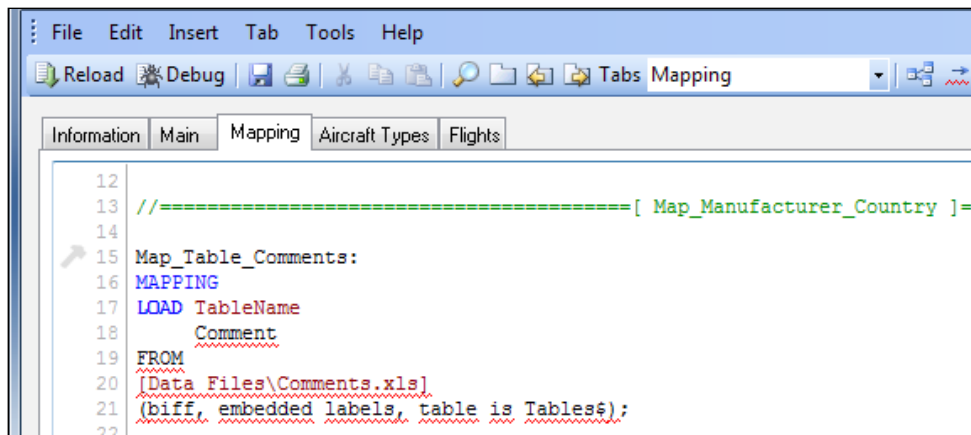 File Edit Insert Tab Tools Help
Reload Debug Tabs Mapping
Information Main Mapping Aircraft Types Flights
12
13 //========================================[ Map_Manufacturer_Country ]=
14
15 Map_Table_Comments:
16 MAPPING
17 LOAD TableName
18 Comment
19 FROM
20 [Data Files\Comments.xls]
21 (biff, embedded labels, table is Tables$);
22